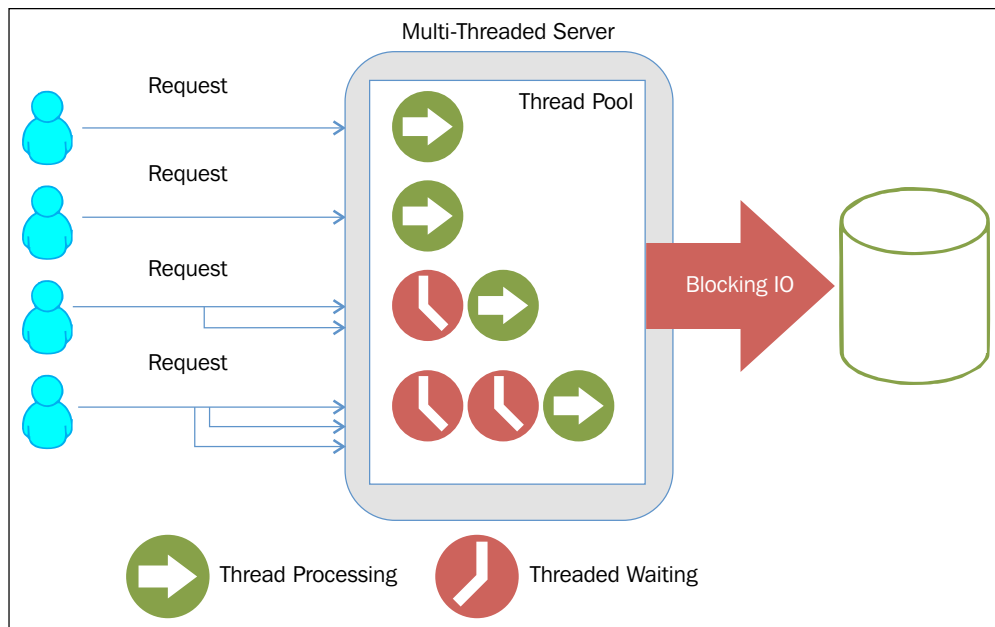 Multi-Threaded Server
Request
Thread Pool
Request
Request
Blocking IO
Request
Thread Processing
Threaded Waiting